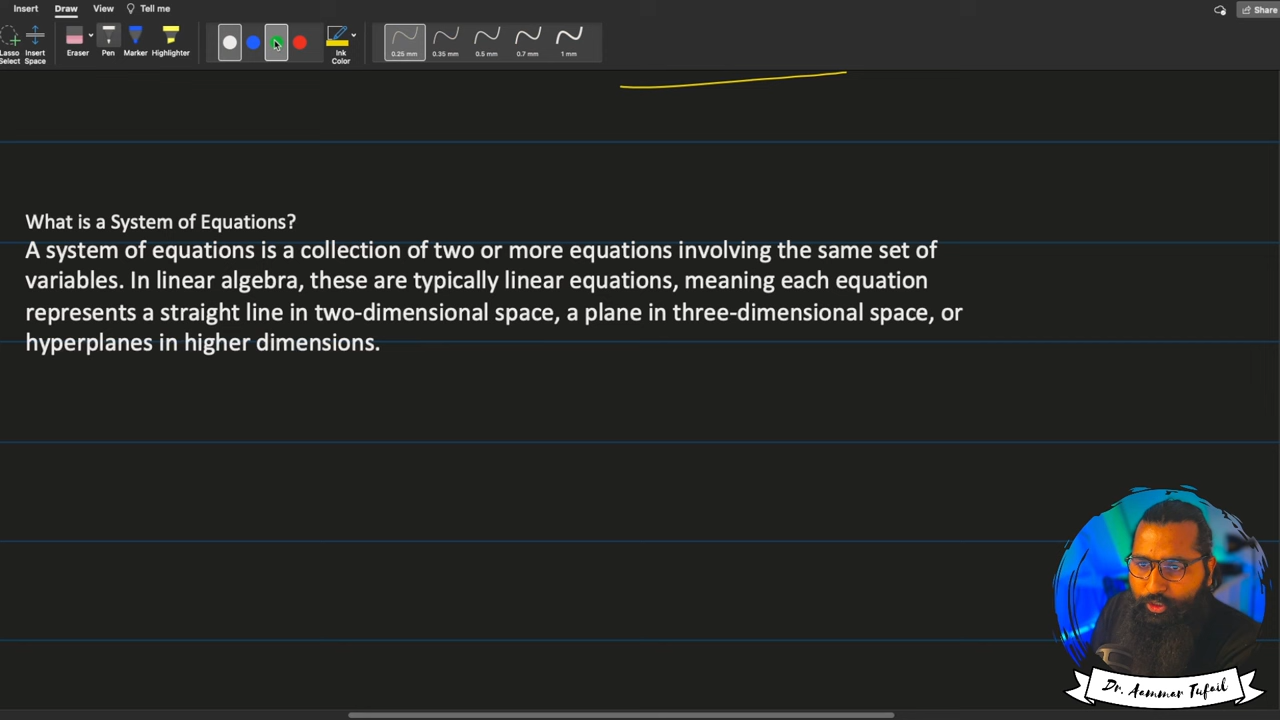 Insert Draw View Tell me
Share
Lasso Select
Insert Space
Eraser
Pen
Marker
Highlighter
Ink Color
0.25 mm
0.35 mm
0.5 mm
0.7 mm
1 mm
What is a System of Equations?
A system of equations is a collection of two or more equations involving the same set of
variables. In linear algebra, these are typically linear equations, meaning each equation
represents a straight line in two-dimensional space, a plane in three-dimensional space, or
hyperplanes in higher dimensions.
Dr. Aammar Tufail